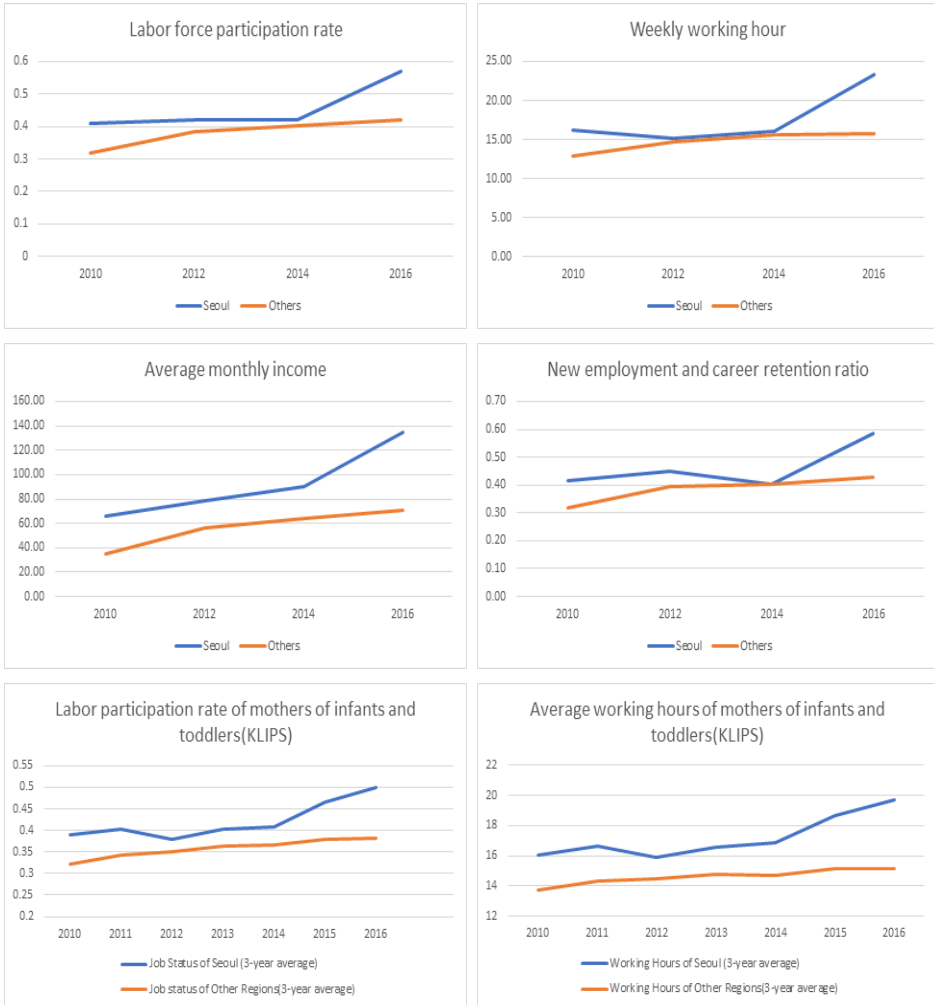 Labor force participation rate
0.6
0.5
0.4
0.3
0.2
0.1
0
2010 2012 2014 2016
Seoul Others
Weekly working hour
25.00
20.00
15.00
10.00
5.00
0.00
2010 2012 2014 2016
Seoul Others
Average monthly income
160.00
140.00
120.00
100.00
80.00
60.00
40.00
20.00
0.00
2010 2012 2014 2016
Seoul Others
New employment and career retention ratio
0.70
0.60
0.50
0.40
0.30
0.20
0.10
0.00
2010 2012 2014 2016
Seoul Others
Labor participation rate of mothers of infants and
toddlers(KLIPS)
0.55
0.5
0.45
0.4
0.35
0.3
0.25
0.2
2010 2011 2012 2013 2014 2015 2016
Job Status of Seoul (3-year average)
Job status of Other Regions(3-year average)
Average working hours of mothers of infants and
toddlers(KLIPS)
22
20
18
16
14
12
2010 2011 2012 2013 2014 2015 2016
Working Hours of Seoul (3-year average)
Working Hours of Other Regions(3-year average)